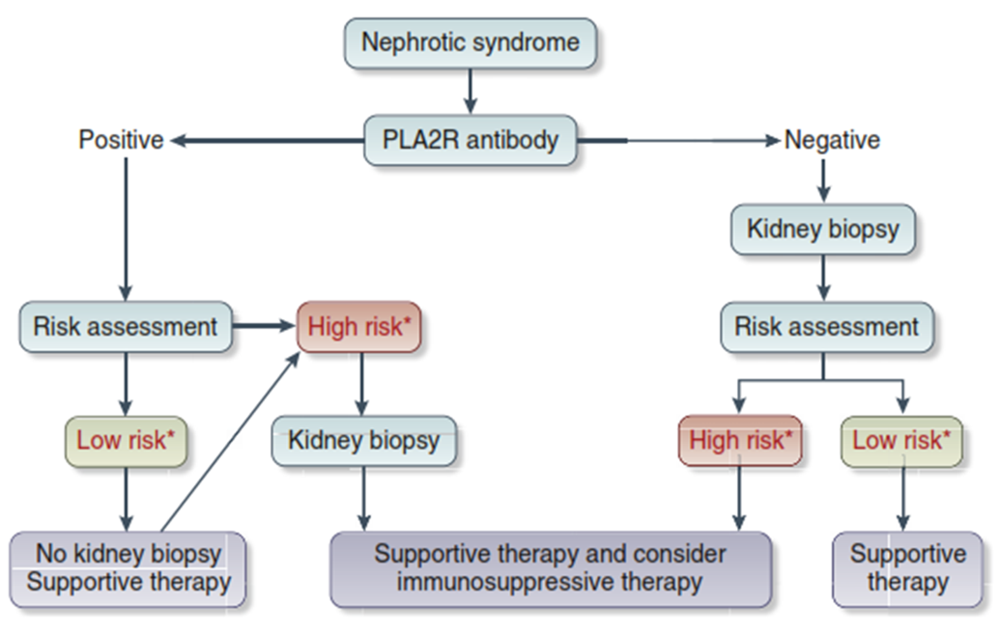 Nephrotic syndrome
Positive
PLA2R antibody
Negative
Kidney biopsy
Risk assessment
High risk*
Risk assessment
Low risk*
Kidney biopsy
High risk*
Low risk*
No kidney biopsy
Supportive therapy
Supportive therapy and consider
immunosuppressive therapy
Supportive
therapy